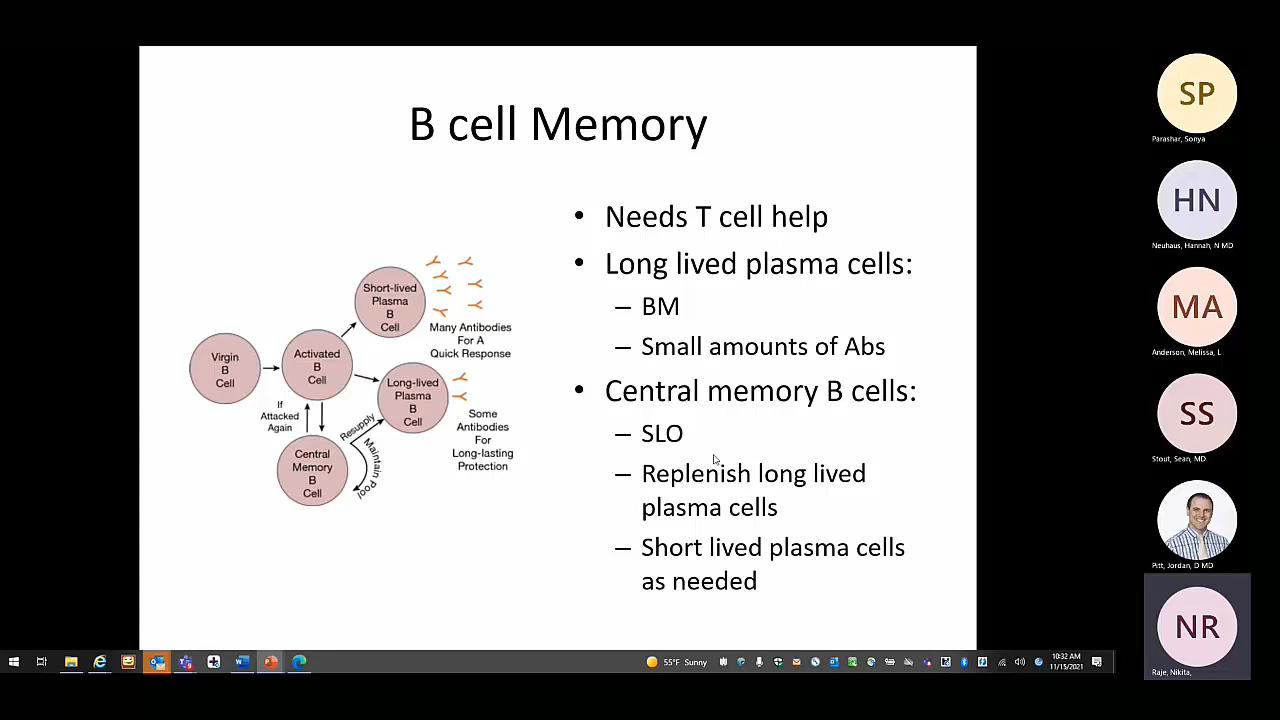 B cell Memory
Short-lived
Plasma
B
Cell
Many Antibodies
For A
Quick Response
Virgin
B
Cell
Activated
B
Cell
Long-lived
Plasma
B
Cell
If
Attacked
Again
Resupply
Maintain Pool
Some
Antibodies
For
Long-lasting
Protection
Central
Memory
B
Cell
• Needs T cell help
• Long lived plasma cells:
– BM
– Small amounts of Abs
• Central memory B cells:
– SLO
– Replenish long lived
plasma cells
– Short lived plasma cells
as needed
SP
Parashar, Sonya
HN
Neuhaus, Hannah, N MD
MA
Anderson, Melissa, L
SS
Stout, Sean, MD
Pitt, Jordan, D MD
NR
Raje, Nikita,
55°F Sunny
10:32 AM
11/15/2021